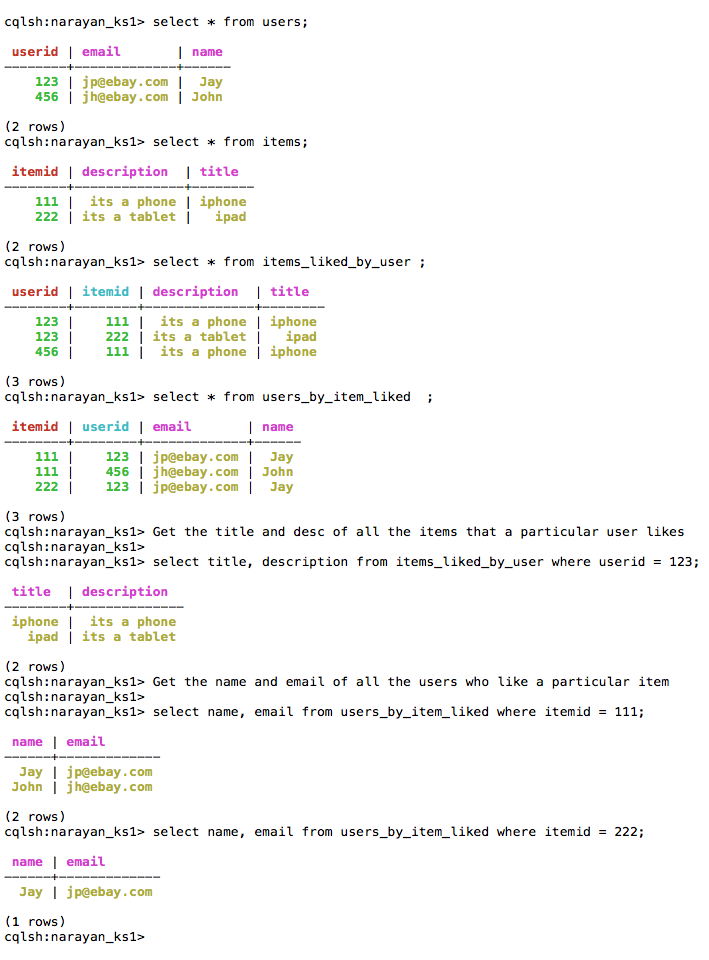 cqlsh:narayan_ks1> select * from users;
userid | email | name
--------+--------------+------
123 | jp@ebay.com | Jay
456 | jh@ebay.com | John
(2 rows)
cqlsh:narayan_ks1> select * from items;
itemid | description | title
--------+--------------+--------
111 | its a phone | iphone
222 | its a tablet | ipad
(2 rows)
cqlsh:narayan_ks1> select * from items_liked_by_user ;
userid | itemid | description | title
--------+--------+--------------+--------
123 | 111 | its a phone | iphone
123 | 222 | its a tablet | ipad
456 | 111 | its a phone | iphone
(3 rows)
cqlsh:narayan_ks1> select * from users_by_item_liked  ;
itemid | userid | email | name
--------+--------+-------------+------
111 | 123 | jp@ebay.com | Jay
111 | 456 | jh@ebay.com | John
222 | 123 | jp@ebay.com | Jay
(3 rows)
cqlsh:narayan_ks1> Get the title and desc of all the items that a particular user likes
cqlsh:narayan_ks1>
cqlsh:narayan_ks1> select title, description from items_liked_by_user where userid = 123;
title | description
--------+--------------
iphone | its a phone
ipad | its a tablet
(2 rows)
cqlsh:narayan_ks1> Get the name and email of all the users who like a particular item
cqlsh:narayan_ks1>
cqlsh:narayan_ks1> select name, email from users_by_item_liked where itemid = 111;
name | email
------+-------------
Jay | jp@ebay.com
John | jh@ebay.com
(2 rows)
cqlsh:narayan_ks1> select name, email from users_by_item_liked where itemid = 222;
name | email
------+-------------
Jay | jp@ebay.com
(1 rows)
cqlsh:narayan_ks1>